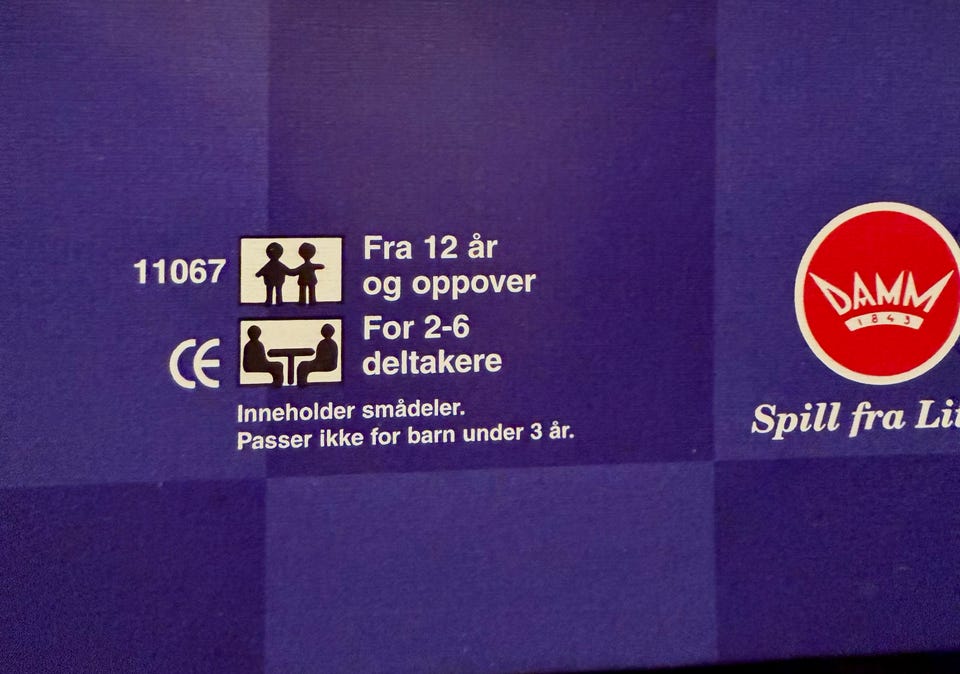 11067
Fra 12 år
og oppover
For 2-6
deltakere
CE
Inneholder smådeler.
Passer ikke for barn under 3 år.
DAMM
1843
Spill fra